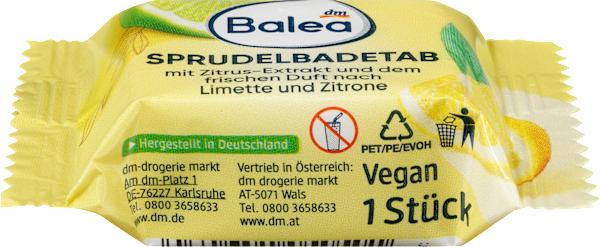 dm
Balea
SPRUDELBADETAB
mit Zitrus-Extrakt und dem
frischen Duft nach
Limette und Zitrone
Hergestellt in Deutschland
dm-drogerie markt
Am dm-Platz 1
DE-76227 Karlsruhe
Tel. 0800 3658633
www.dm.de
Vertrieb in Österreich:
dm drogerie markt
AT-5071 Wals
Tel. 0800 3658633
www.dm.at
PET/PE/EVOH
Vegan
1 Stück